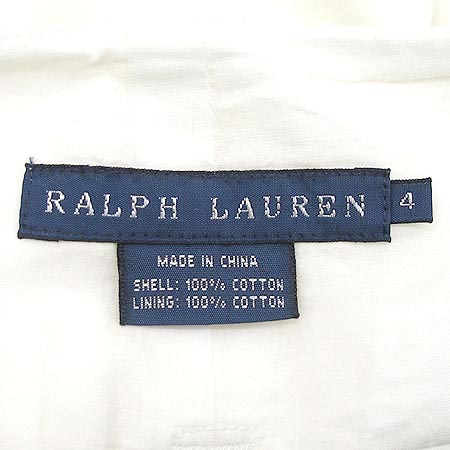 RALPH LAUREN 4
MADE IN CHINA
SHELL: 100% COTTON
LINING: 100% COTTON